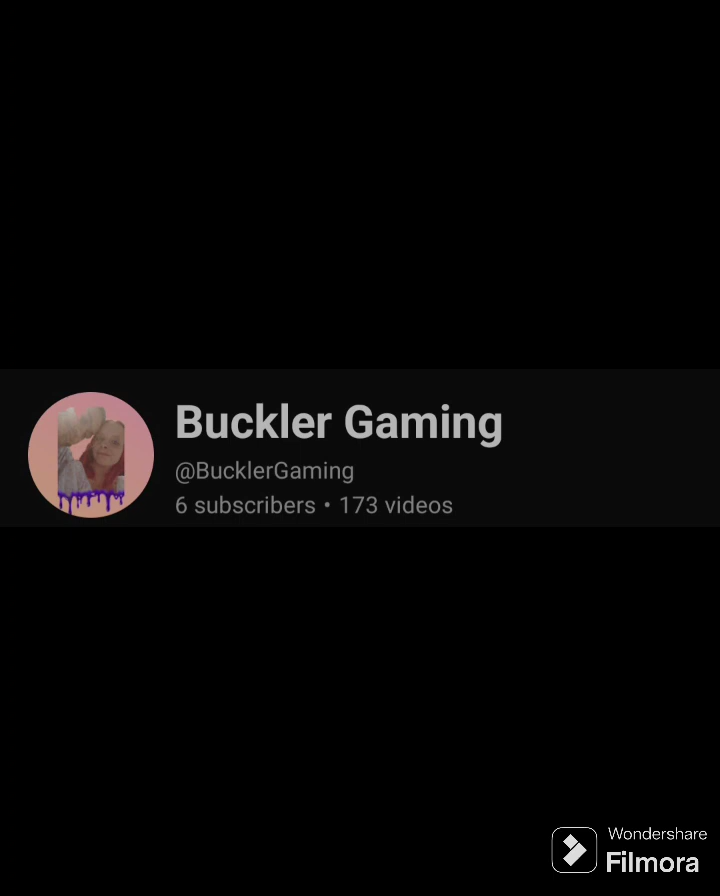 Buckler Gaming
@BucklerGaming
6 subscribers • 173 videos
Wondershare
Filmora